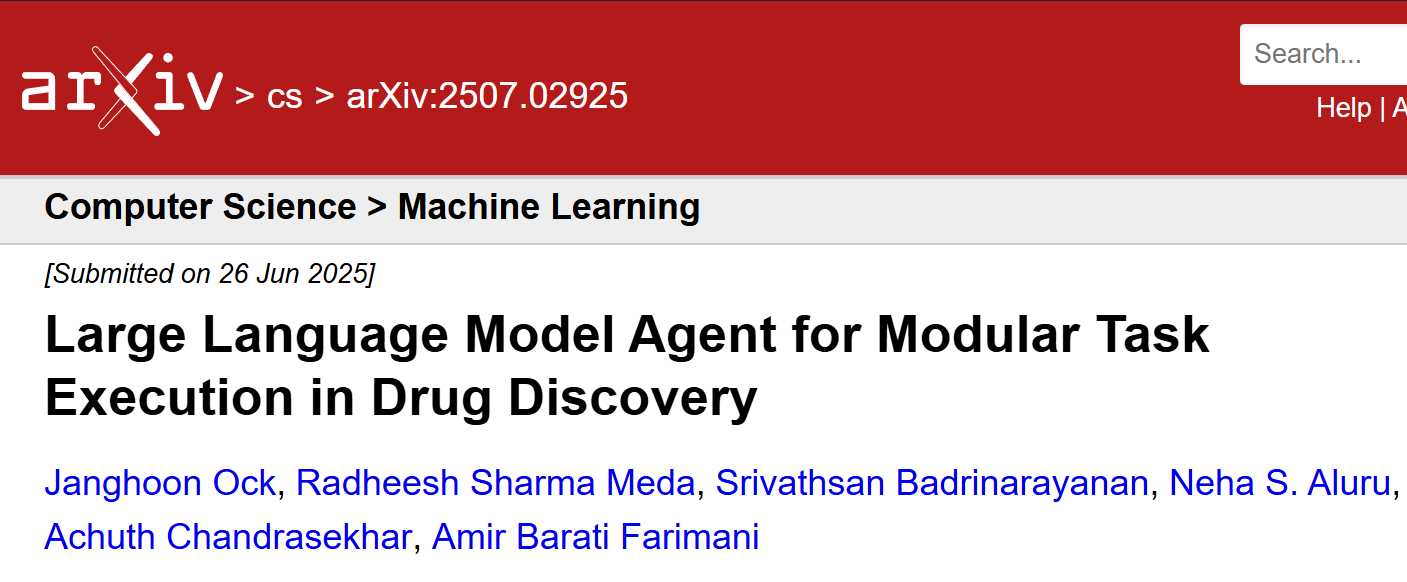 arXiv > cs > arXiv:2507.02925
Search...
Help | A
Computer Science > Machine Learning
[Submitted on 26 Jun 2025]
Large Language Model Agent for Modular Task
Execution in Drug Discovery
Janghoon Ock, Radheesh Sharma Meda, Srivathsan Badrinarayanan, Neha S. Aluru,
Achuth Chandrasekhar, Amir Barati Farimani